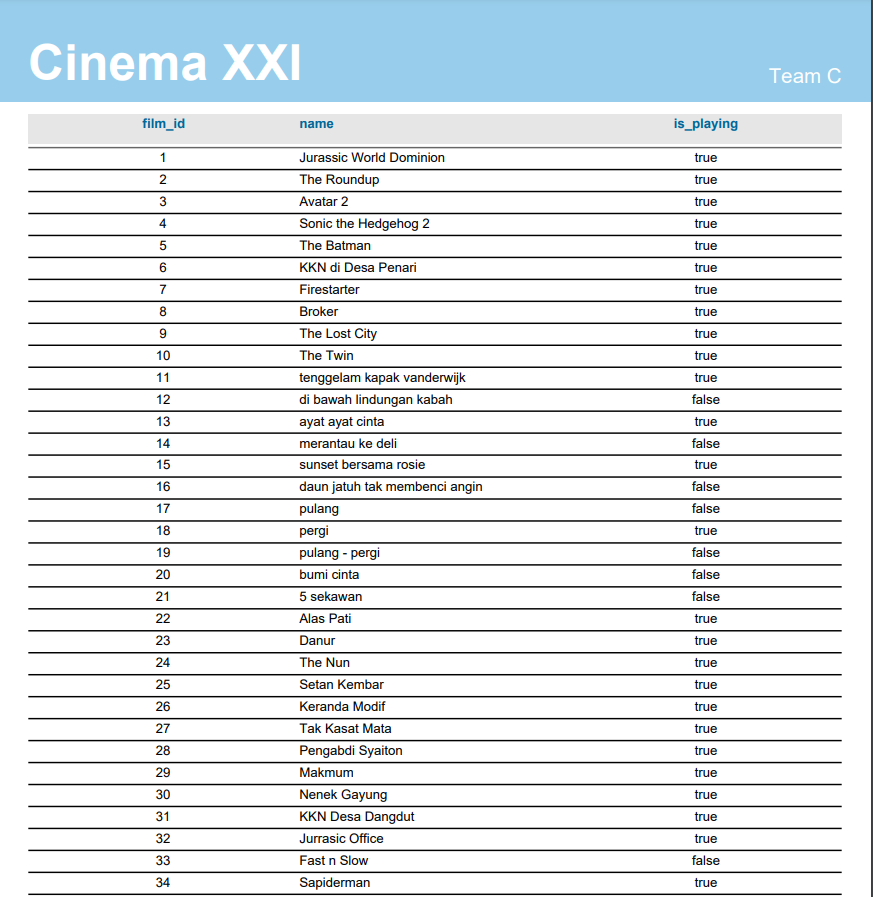 Cinema XXI
Team C
film_id name is_playing
1 Jurassic World Dominion true
2 The Roundup true
3 Avatar 2 true
4 Sonic the Hedgehog 2 true
5 The Batman true
6 KKN di Desa Penari true
7 Firestarter true
8 Broker true
9 The Lost City true
10 The Twin true
11 tenggelam kapak vanderwijk true
12 di bawah lindungan kabah false
13 ayat ayat cinta true
14 merantau ke deli false
15 sunset bersama rosie true
16 daun jatuh tak membenci angin false
17 pulang false
18 pergi true
19 pulang - pergi false
20 bumi cinta false
21 5 sekawan false
22 Alas Pati true
23 Danur true
24 The Nun true
25 Setan Kembar true
26 Keranda Modif true
27 Tak Kasat Mata true
28 Pengabdi Syaiton true
29 Makmum true
30 Nenek Gayung true
31 KKN Desa Dangdut true
32 Jurrasic Office true
33 Fast n Slow false
34 Sapiderman true